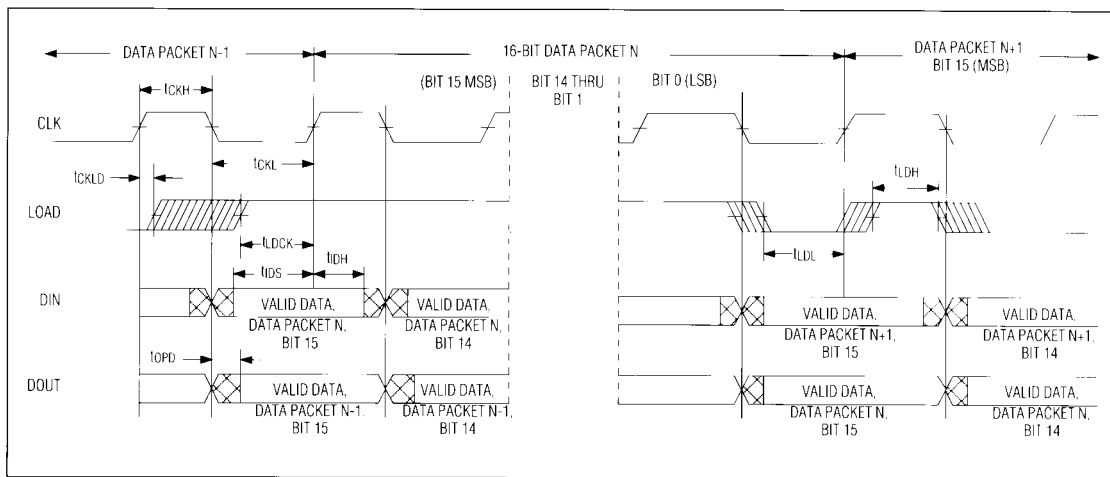 DATA PACKET N-1
16-BIT DATA PACKET N
DATA PACKET N+1
BIT 15 (MSB)
(BIT 15 MSB)
BIT 14 THRU
BIT 1
BIT 0 (LSB)
tCKH
CLK
tCKL
tCKLD
tLDH
LOAD
tLDCK
tLDL
tIDS
tIDH
DIN
VALID DATA,
DATA PACKET N,
BIT 15
VALID DATA,
DATA PACKET N,
BIT 14
VALID DATA,
DATA PACKET N+1,
BIT 15
VALID DATA,
DATA PACKET N+1,
BIT 14
tOPD
DOUT
VALID DATA,
DATA PACKET N-1,
BIT 15
VALID DATA,
DATA PACKET N-1,
BIT 14
VALID DATA,
DATA PACKET N,
BIT 15
VALID DATA,
DATA PACKET N,
BIT 14